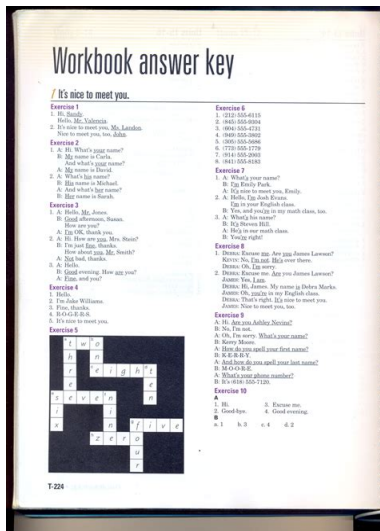 Workbook answer key
1 It's nice to meet you.
Exercise 1
1. Hi, Sandy.
Hello, Mr. Valencia.
2. It's nice to meet you, Ms. Landon.
Nice to meet you, too, John.
Exercise 2
1. A: Hi. What's your name?
B: My name is Carla.
And what's your name?
A: My name is David.
2. A: What's his name?
B: His name is Michael.
A: And what's her name?
B: Her name is Sarah.
Exercise 3
1. A: Hello, Mr. Jones.
B: Good afternoon, Susan.
How are you?
A: I'm OK, thank you.
2. A: Hi. How are you, Mrs. Stein?
B: I'm just fine, thanks.
How about you, Mr. Smith?
A: Not bad, thanks.
3. A: Hello.
B: Good evening. How are you?
A: Fine, and you?
Exercise 4
1. Hello.
2. I'm Jake Williams.
3. Fine, thanks.
4. R-O-G-E-R-S.
5. It's nice to meet you.
Exercise 5
t w o
h n
r e i g h t
e e
s e v e n n
i i
x n f i v e
z e r o
u
r
T-224
Exercise 6
1. (212) 555-6115
2. (845) 555-9304
3. (604) 555-4731
4. (949) 555-3802
5. (305) 555-5686
6. (773) 555-1779
7. (914) 555-2003
8. (641) 555-8182
Exercise 7
1. A: What's your name?
B: I'm Emily Park.
A: It's nice to meet you, Emily.
2. A: Hello, I'm Josh Evans.
I'm in your English class.
B: Yes, and you're in my math class, too.
3. A: What's his name?
B: It's Steven Hill.
A: He's in our math class.
B: You're right!
Exercise 8
1. DEBRA: Excuse me. Are you James Lawson?
KEVIN: No, I'm not. He's over there.
DEBRA: Oh, I'm sorry.
2. DEBRA: Excuse me. Are you James Lawson?
JAMES: Yes, I am.
DEBRA: Hi, James. My name is Debra Marks.
JAMES: Oh, you're in my English class.
DEBRA: That's right. It's nice to meet you.
JAMES: Nice to meet you, too.
Exercise 9
A: Hi. Are you Ashley Nevins?
B: No, I'm not.
A: Oh, I'm sorry. What's your name?
B: Kerry Moore.
A: How do you spell your first name?
B: K-E-R-R-Y.
A: And how do you spell your last name?
B: M-O-O-R-E.
A: What's your phone number?
B: It's (618) 555-7120.
Exercise 10
A
1. Hi. 3. Excuse me.
2. Good-bye. 4. Good evening.
B
a. 1 b. 3 c. 4 d. 2